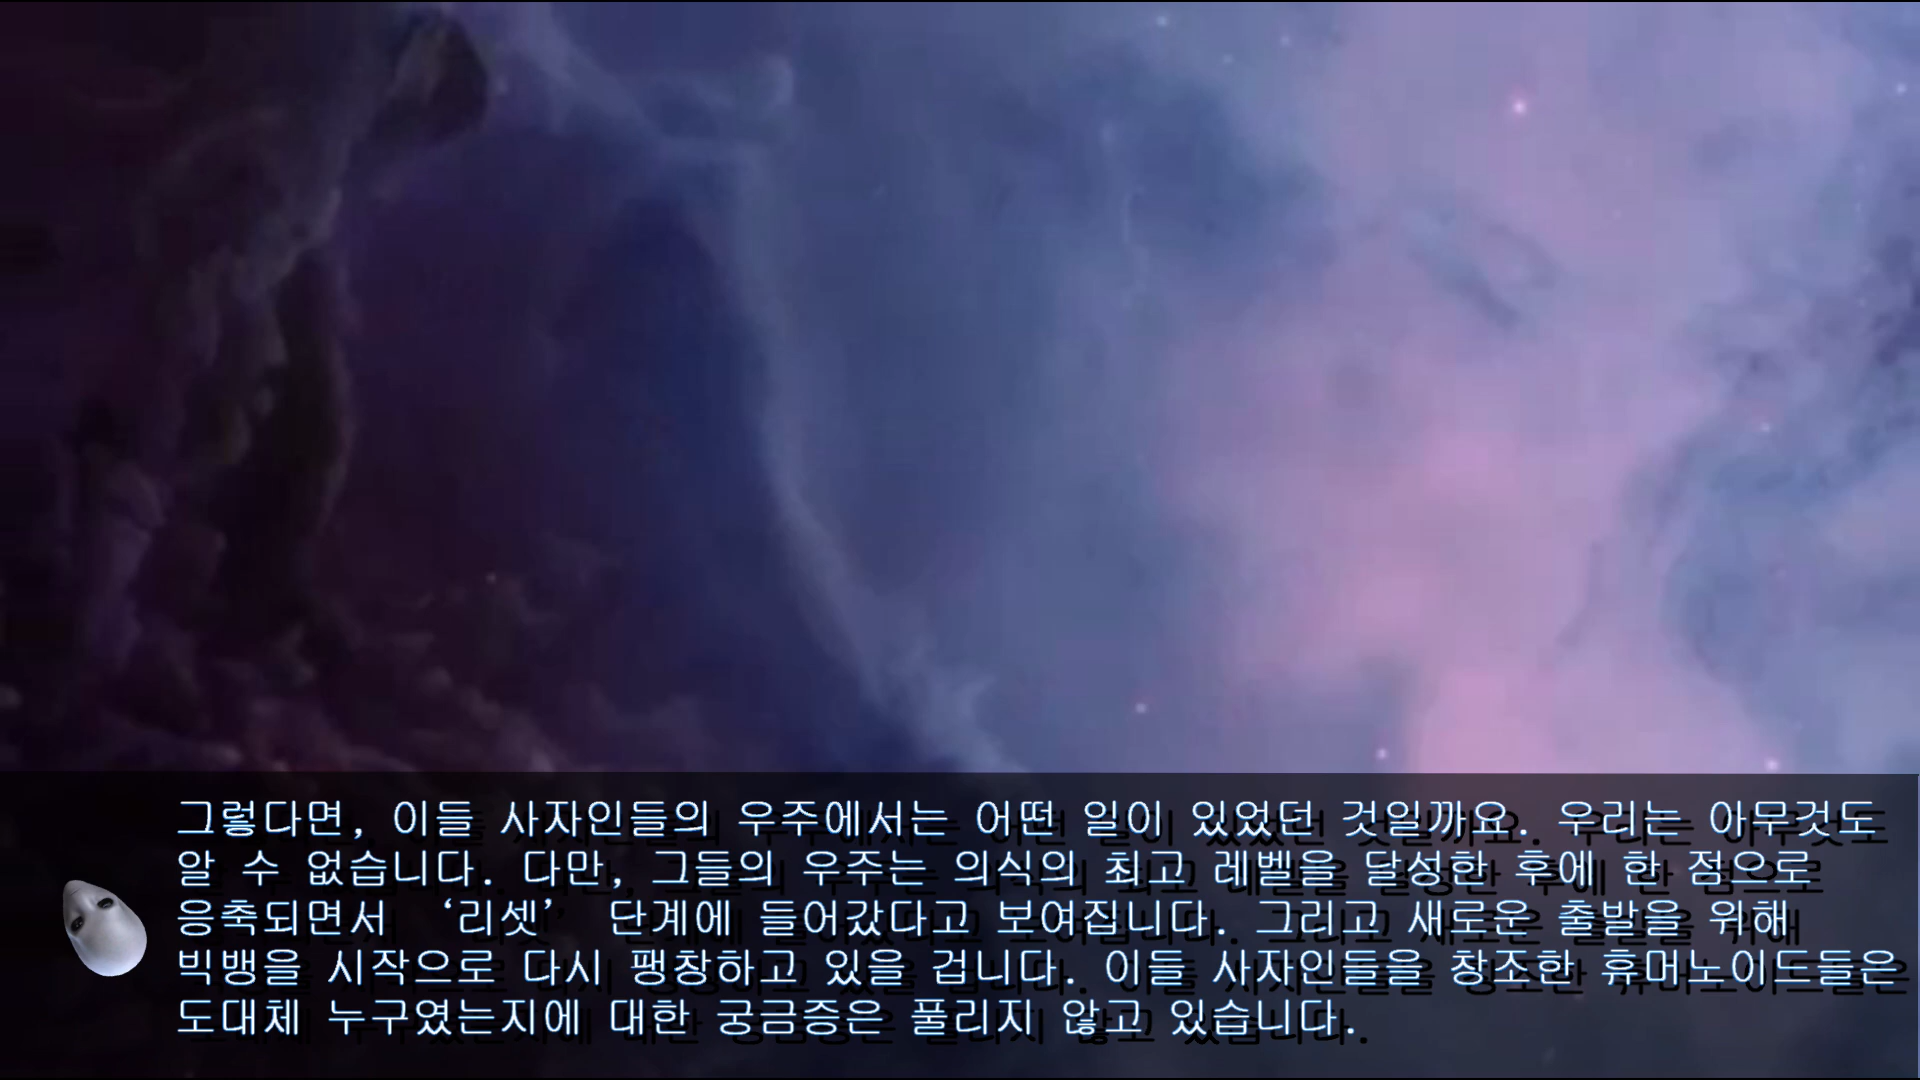 그렇다면, 이들 사자인들의 우주에서는 어떤 일이 있었던 것일까요. 우리는 아무것도
알 수 없습니다. 다만, 그들의 우주는 의식의 최고 레벨을 달성한 후에 한 점으로
응축되면서 ‘리셋’ 단계에 들어갔다고 보여집니다. 그리고 새로운 출발을 위해
빅뱅을 시작으로 다시 팽창하고 있을 겁니다. 이들 사자인들을 창조한 휴머노이드들은
도대체 누구였는지에 대한 궁금증은 풀리지 않고 있습니다.